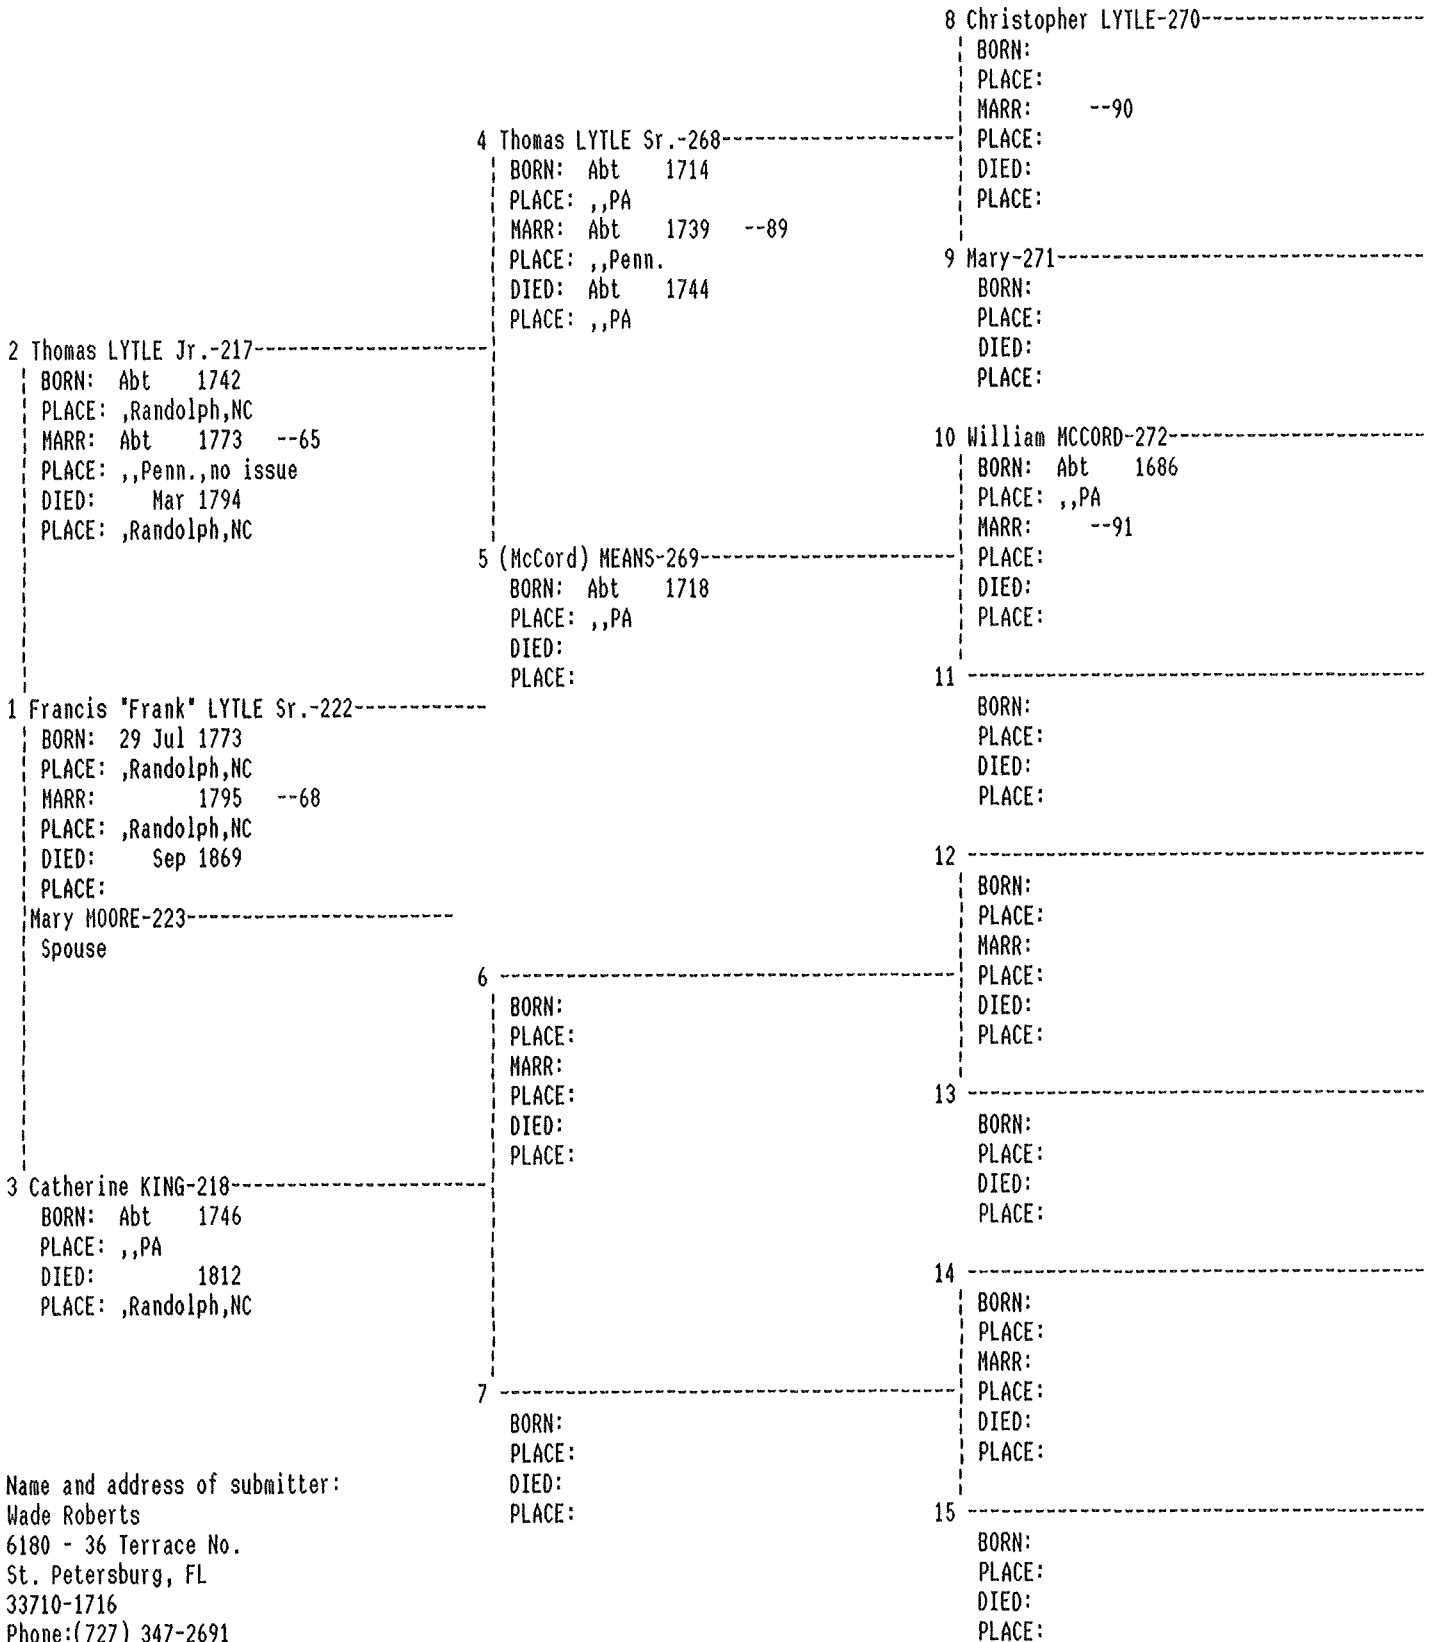 8 Christopher LYTLE-270
BORN:
PLACE:
MARR: --90
PLACE:
DIED:
PLACE:
4 Thomas LYTLE Sr.-268
BORN: Abt 1714
PLACE: ,,PA
MARR: Abt 1739 --89
PLACE: ,,Penn.
DIED: Abt 1744
PLACE: ,,PA
9 Mary-271
BORN:
PLACE:
DIED:
PLACE:
2 Thomas LYTLE Jr.-217
BORN: Abt 1742
PLACE: ,Randolph,NC
MARR: Abt 1773 --65
PLACE: ,,Penn.,no issue
DIED: Mar 1794
PLACE: ,Randolph,NC
10 William MCCORD-272
BORN: Abt 1686
PLACE: ,,PA
MARR: --91
PLACE:
DIED:
PLACE:
5 (McCord) MEANS-269
BORN: Abt 1718
PLACE: ,,PA
DIED:
PLACE:
11
BORN:
PLACE:
DIED:
PLACE:
1 Francis "Frank" LYTLE Sr.-222
BORN: 29 Jul 1773
PLACE: ,Randolph,NC
MARR: 1795 --68
PLACE: ,Randolph,NC
DIED: Sep 1869
PLACE:
Mary MOORE-223
Spouse
12
BORN:
PLACE:
MARR:
PLACE:
DIED:
PLACE:
6
BORN:
PLACE:
MARR:
PLACE:
DIED:
PLACE:
13
BORN:
PLACE:
DIED:
PLACE:
3 Catherine KING-218
BORN: Abt 1746
PLACE: ,,PA
DIED: 1812
PLACE: ,Randolph,NC
14
BORN:
PLACE:
MARR:
PLACE:
DIED:
PLACE:
7
BORN:
PLACE:
DIED:
PLACE:
15
BORN:
PLACE:
DIED:
PLACE:
Name and address of submitter:
Wade Roberts
6180 - 36 Terrace No.
St. Petersburg, FL
33710-1716
Phone:(727) 347-2691